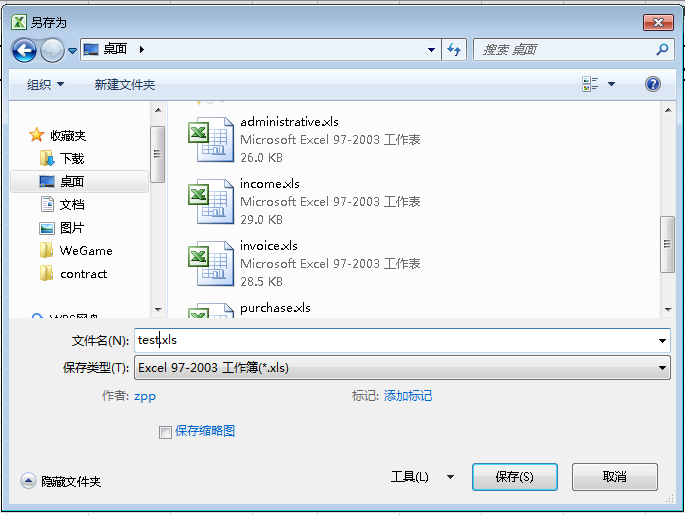 另存为
桌面
搜索 桌面
组织
新建文件夹
收藏夹
下载
桌面
文档
图片
WeGame
contract
WPS网盘
administrative.xls
Microsoft Excel 97-2003 工作表
26.0 KB
income.xls
Microsoft Excel 97-2003 工作表
29.0 KB
invoice.xls
Microsoft Excel 97-2003 工作表
28.5 KB
purchase.xls
文件名(N): test.xls
保存类型(T): Excel 97-2003 工作簿(*.xls)
作者: zpp 标记: 添加标记
保存缩略图
隐藏文件夹 工具(L) 保存(S) 取消